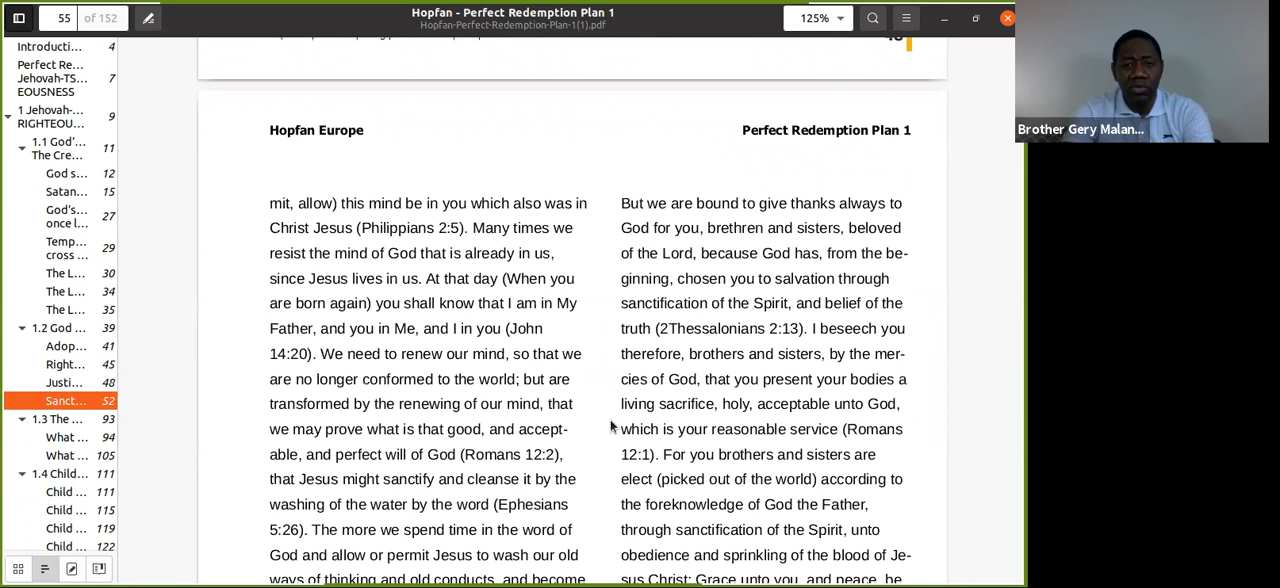 55
of 152
Hopfan - Perfect Redemption Plan 1
Hopfan-Perfect-Redemption-Plan-1(1).pdf
125%
Introducti... 4
Perfect Re...
Jehovah-TS... 7
EOUSNESS
1 Jehovah-
RIGHTEOU... 9
1.1 God'...
The Cre... 11
God s... 12
Satan... 15
God's...
once l... 27
Temp...
cross ... 29
The L... 30
The L... 34
The L... 35
1.2 God ... 39
Adop... 41
Right... 45
Justi... 48
Sanct... 52
1.3 The ... 93
What ... 94
What ... 105
1.4 Child... 111
Child ... 111
Child ... 115
Child ... 119
Child ... 122
Hopfan Europe
Perfect Redemption Plan 1
mit, allow) this mind be in you which also was in
Christ Jesus (Philippians 2:5). Many times we
resist the mind of God that is already in us,
since Jesus lives in us. At that day (When you
are born again) you shall know that I am in My
Father, and you in Me, and I in you (John
14:20). We need to renew our mind, so that we
are no longer conformed to the world; but are
transformed by the renewing of our mind, that
we may prove what is that good, and accept-
able, and perfect will of God (Romans 12:2),
that Jesus might sanctify and cleanse it by the
washing of the water by the word (Ephesians
5:26). The more we spend time in the word of
God and allow or permit Jesus to wash our old
ways of thinking and old conducts, and become
But we are bound to give thanks always to
God for you, brethren and sisters, beloved
of the Lord, because God has, from the be-
ginning, chosen you to salvation through
sanctification of the Spirit, and belief of the
truth (2Thessalonians 2:13). I beseech you
therefore, brothers and sisters, by the mer-
cies of God, that you present your bodies a
living sacrifice, holy, acceptable unto God,
which is your reasonable service (Romans
12:1). For you brothers and sisters are
elect (picked out of the world) according to
the foreknowledge of God the Father,
through sanctification of the Spirit, unto
obedience and sprinkling of the blood of Je-
sus Christ: Grace unto you, and peace, be
Brother Gery Malan...